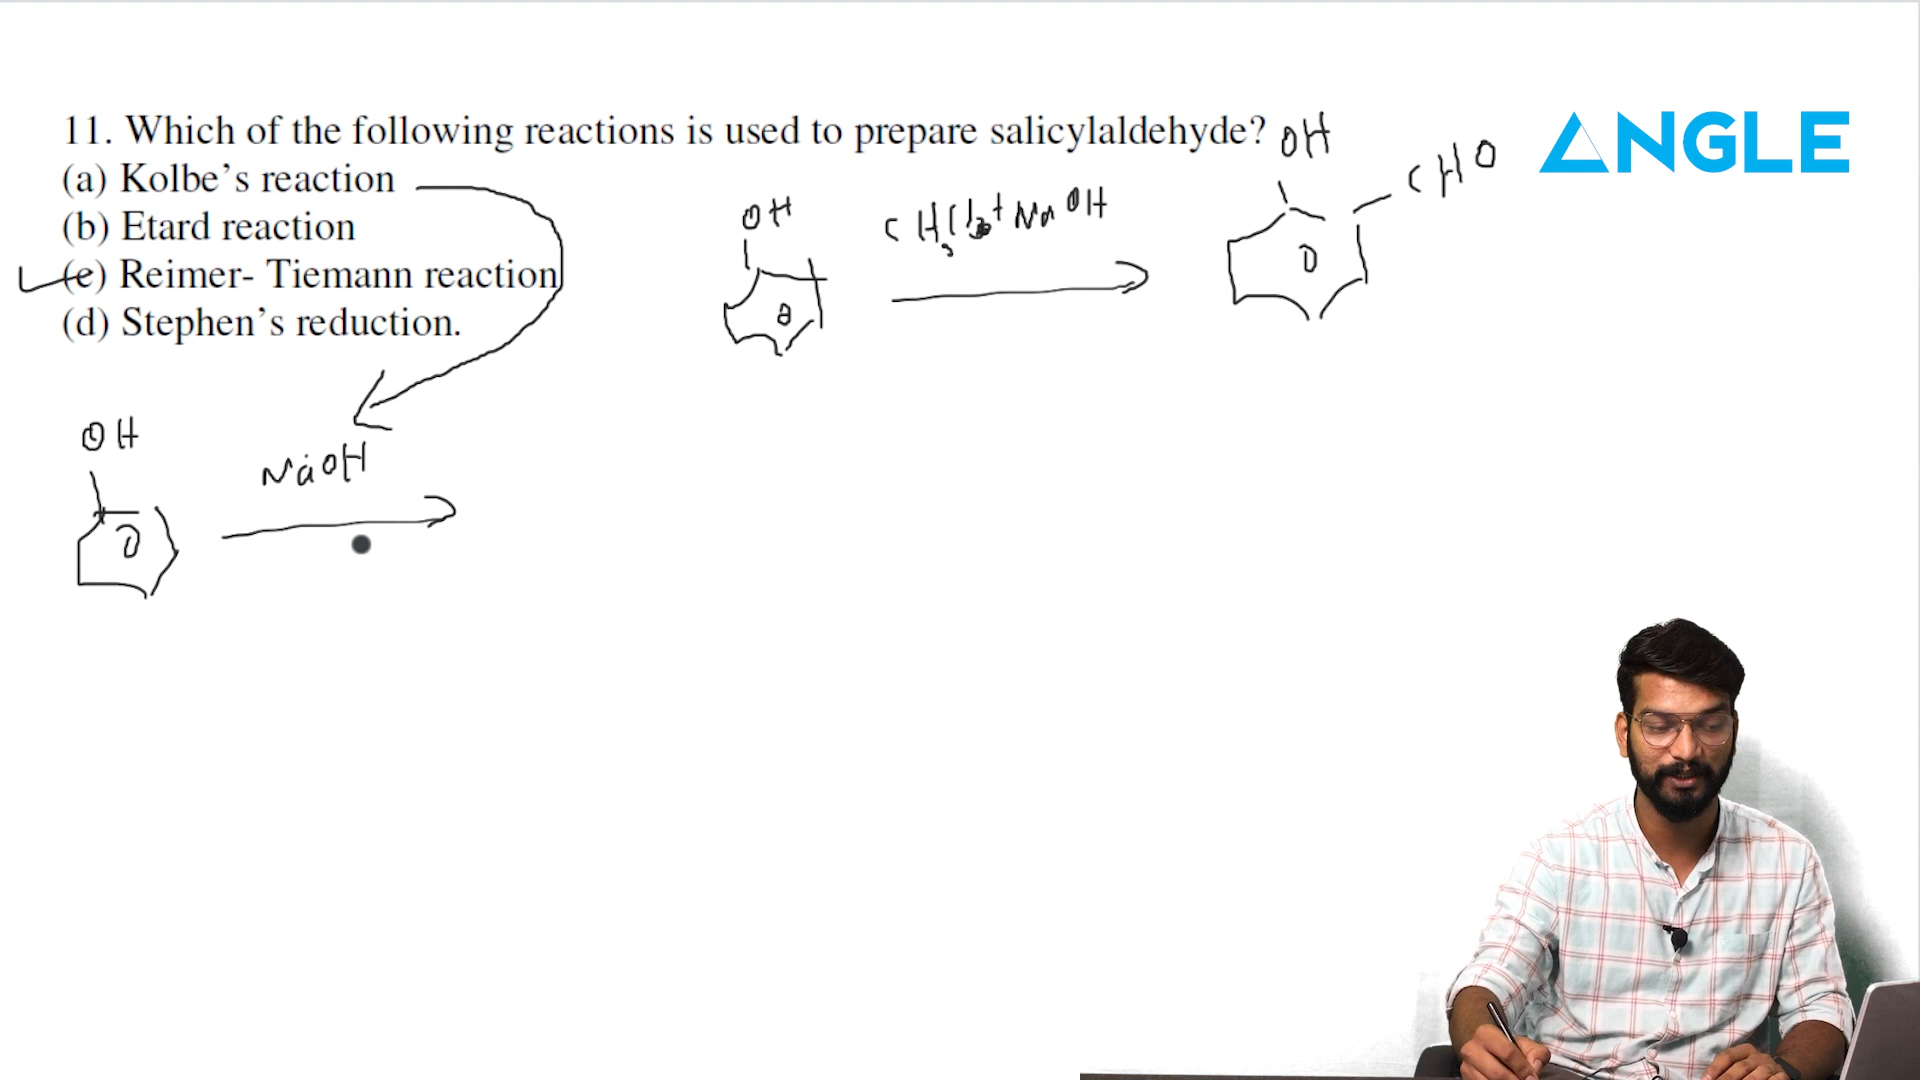 11. Which of the following reactions is used to prepare salicylaldehyde?
(a) Kolbe’s reaction
(b) Etard reaction
(c) Reimer- Tiemann reaction
(d) Stephen’s reduction.
ANGLE
OH
CHO
OH
NaOH
OH
NaOH